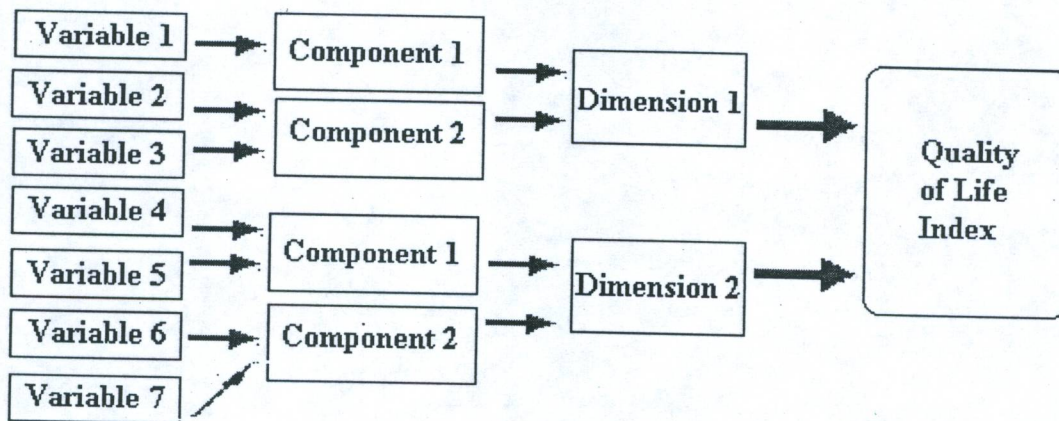 Variable 1
Variable 2
Variable 3
Variable 4
Variable 5
Variable 6
Variable 7
Component 1
Component 2
Component 1
Component 2
Dimension 1
Dimension 2
Quality
of Life
Index